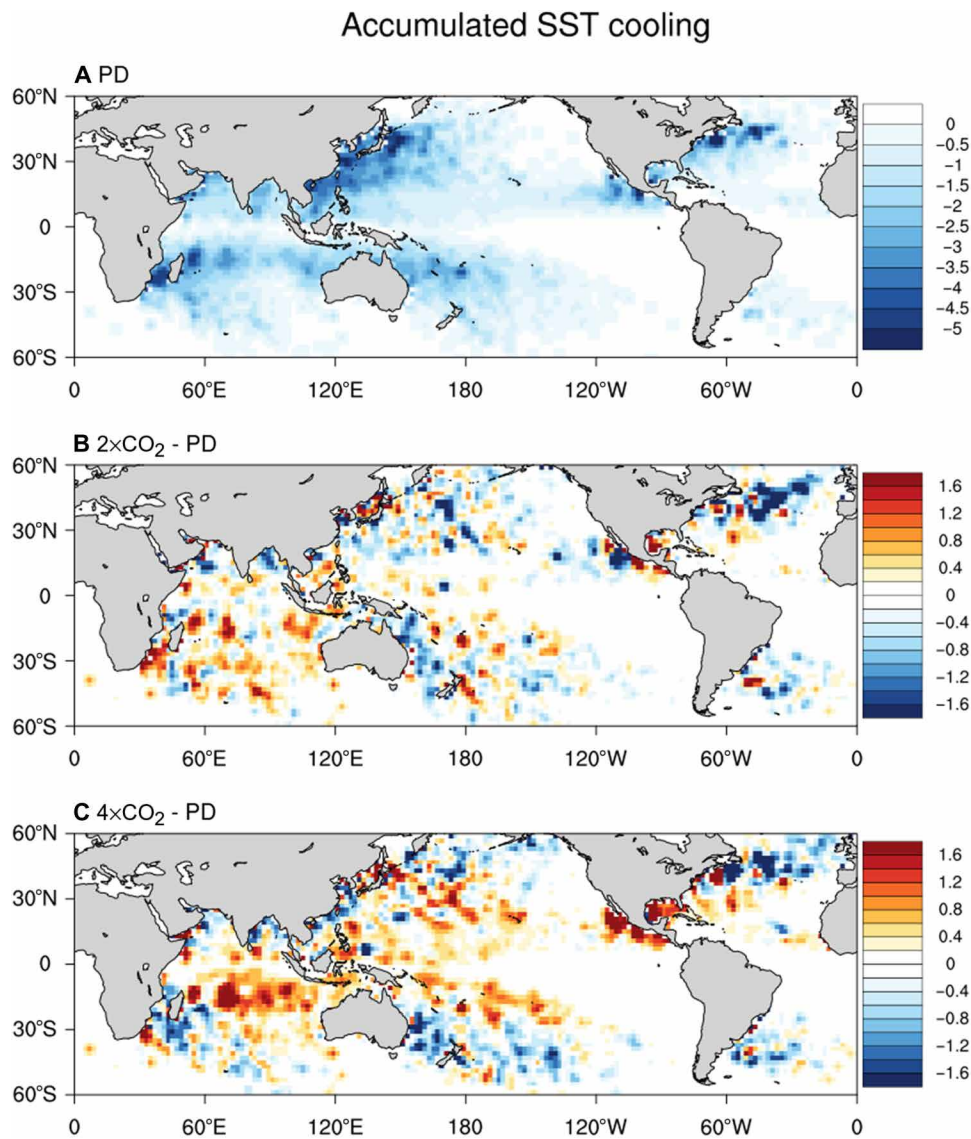 Accumulated SST cooling
A PD
60°N
30°N
0
30°S
60°S
0 60°E 120°E 180 120°W 60°W 0
0
−0.5
−1
−1.5
−2
−2.5
−3
−3.5
−4
−4.5
−5
B 2×CO₂ - PD
60°N
30°N
0
30°S
60°S
0 60°E 120°E 180 120°W 60°W 0
1.6
1.2
0.8
0.4
0
−0.4
−0.8
−1.2
−1.6
C 4×CO₂ - PD
60°N
30°N
0
30°S
60°S
0 60°E 120°E 180 120°W 60°W 0
1.6
1.2
0.8
0.4
0
−0.4
−0.8
−1.2
−1.6